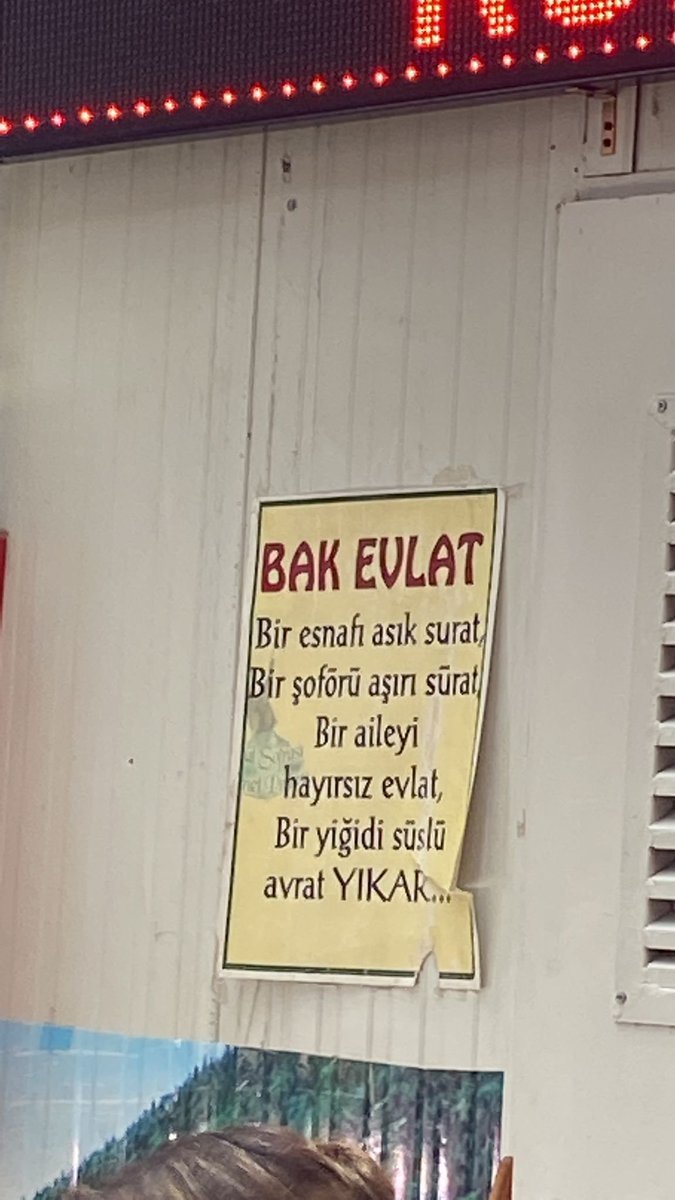 BAK EVLAT
Bir esnafı asık surat,
Bir şoförü aşırı sürat,
Bir aileyi
hayırsız evlat,
Bir yiğidi süslü
avrat YIKAR...